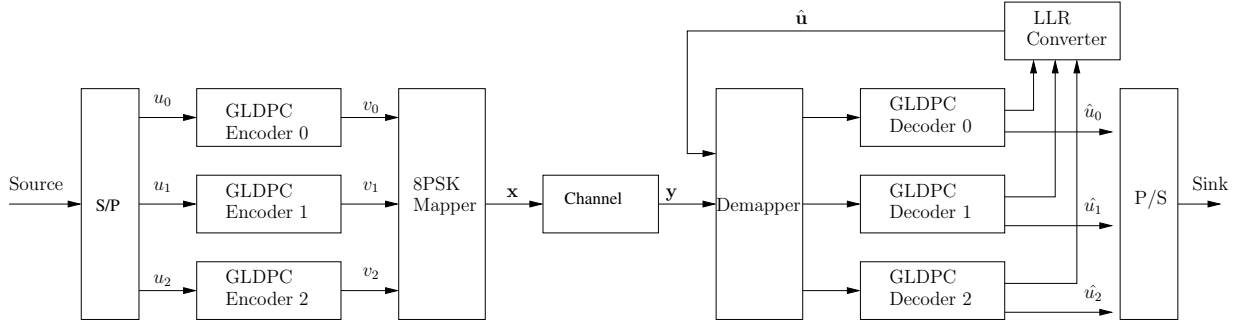 û
LLR
Converter
Source
S/P
u₀
GLDPC
Encoder 0
v₀
u₁
GLDPC
Encoder 1
v₁
u₂
GLDPC
Encoder 2
v₂
8PSK
Mapper
x
Channel
y
Demapper
GLDPC
Decoder 0
û₀
GLDPC
Decoder 1
û₁
GLDPC
Decoder 2
û₂
P/S
Sink